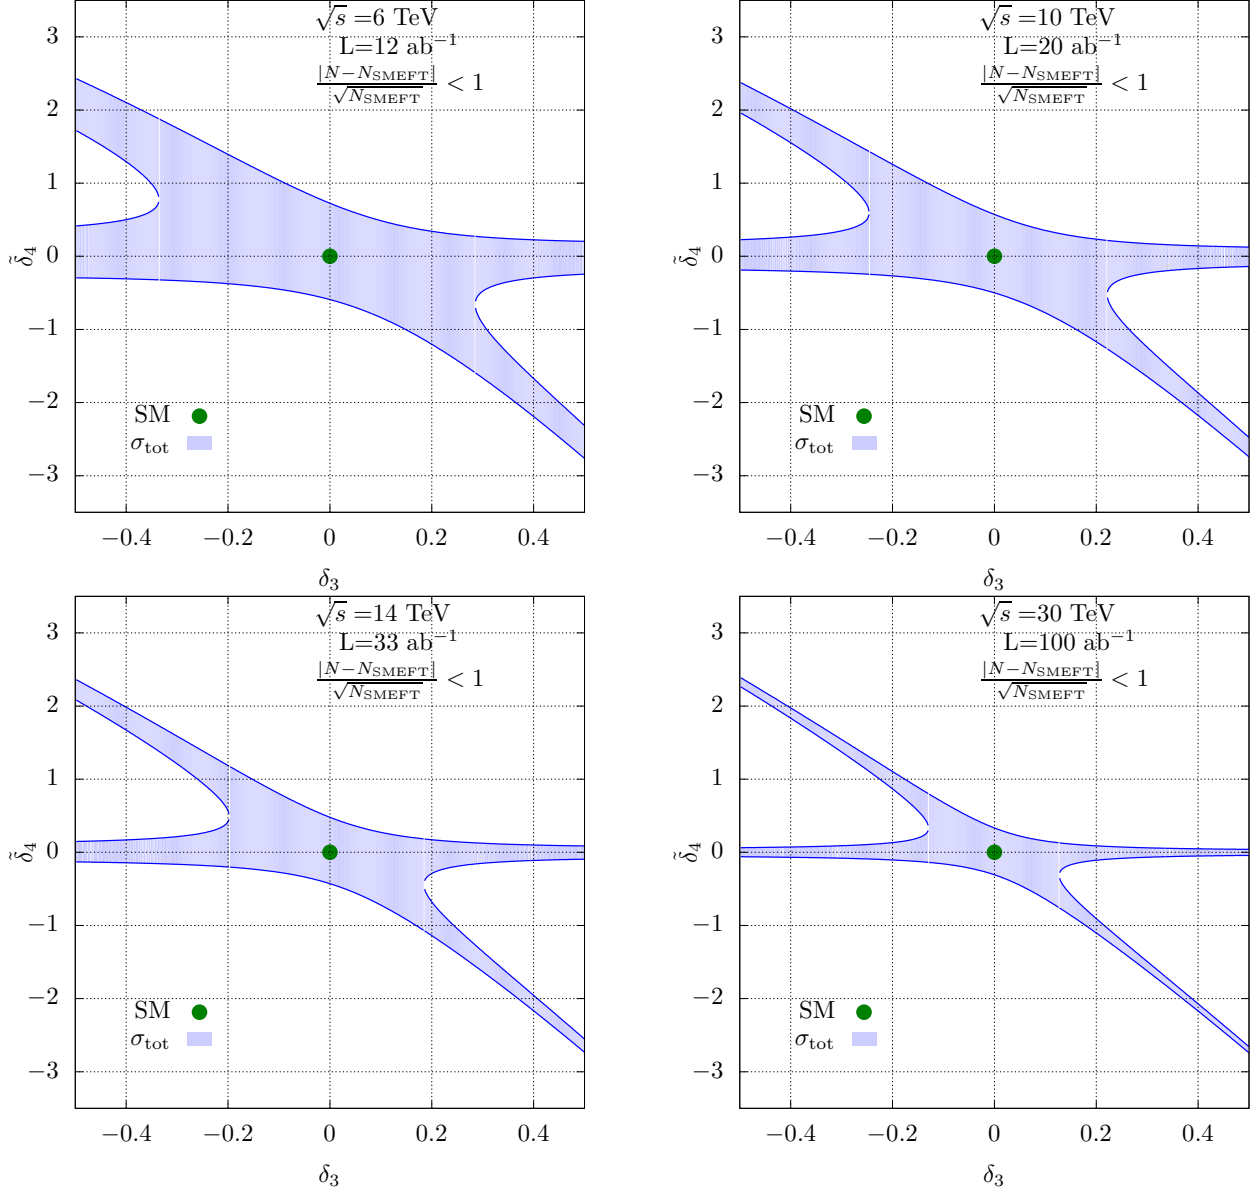 √s =6 TeV
L=12 ab⁻¹
|N−N_SMEFT| / √N_SMEFT < 1
3
2
1
0
−1
−2
−3
δ̃₄
SM
σ_tot
−0.4 −0.2 0 0.2 0.4
δ₃
√s =10 TeV
L=20 ab⁻¹
|N−N_SMEFT| / √N_SMEFT < 1
3
2
1
0
−1
−2
−3
δ̃₄
SM
σ_tot
−0.4 −0.2 0 0.2 0.4
δ₃
√s =14 TeV
L=33 ab⁻¹
|N−N_SMEFT| / √N_SMEFT < 1
3
2
1
0
−1
−2
−3
δ̃₄
SM
σ_tot
−0.4 −0.2 0 0.2 0.4
δ₃
√s =30 TeV
L=100 ab⁻¹
|N−N_SMEFT| / √N_SMEFT < 1
3
2
1
0
−1
−2
−3
δ̃₄
SM
σ_tot
−0.4 −0.2 0 0.2 0.4
δ₃